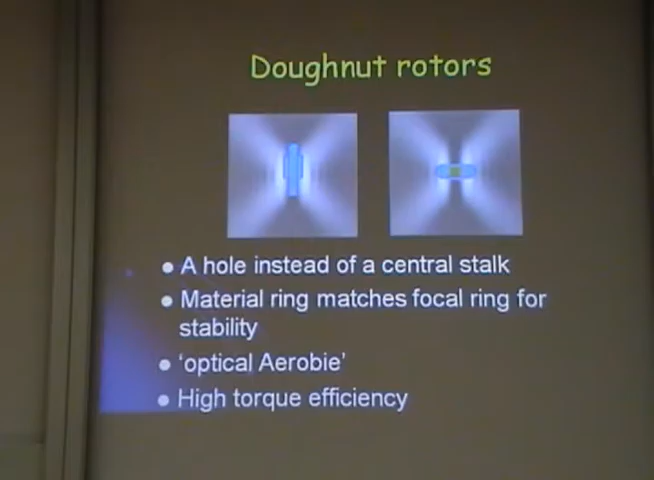 Doughnut rotors
● A hole instead of a central stalk
● Material ring matches focal ring for
stability
● ‘optical Aerobie’
● High torque efficiency